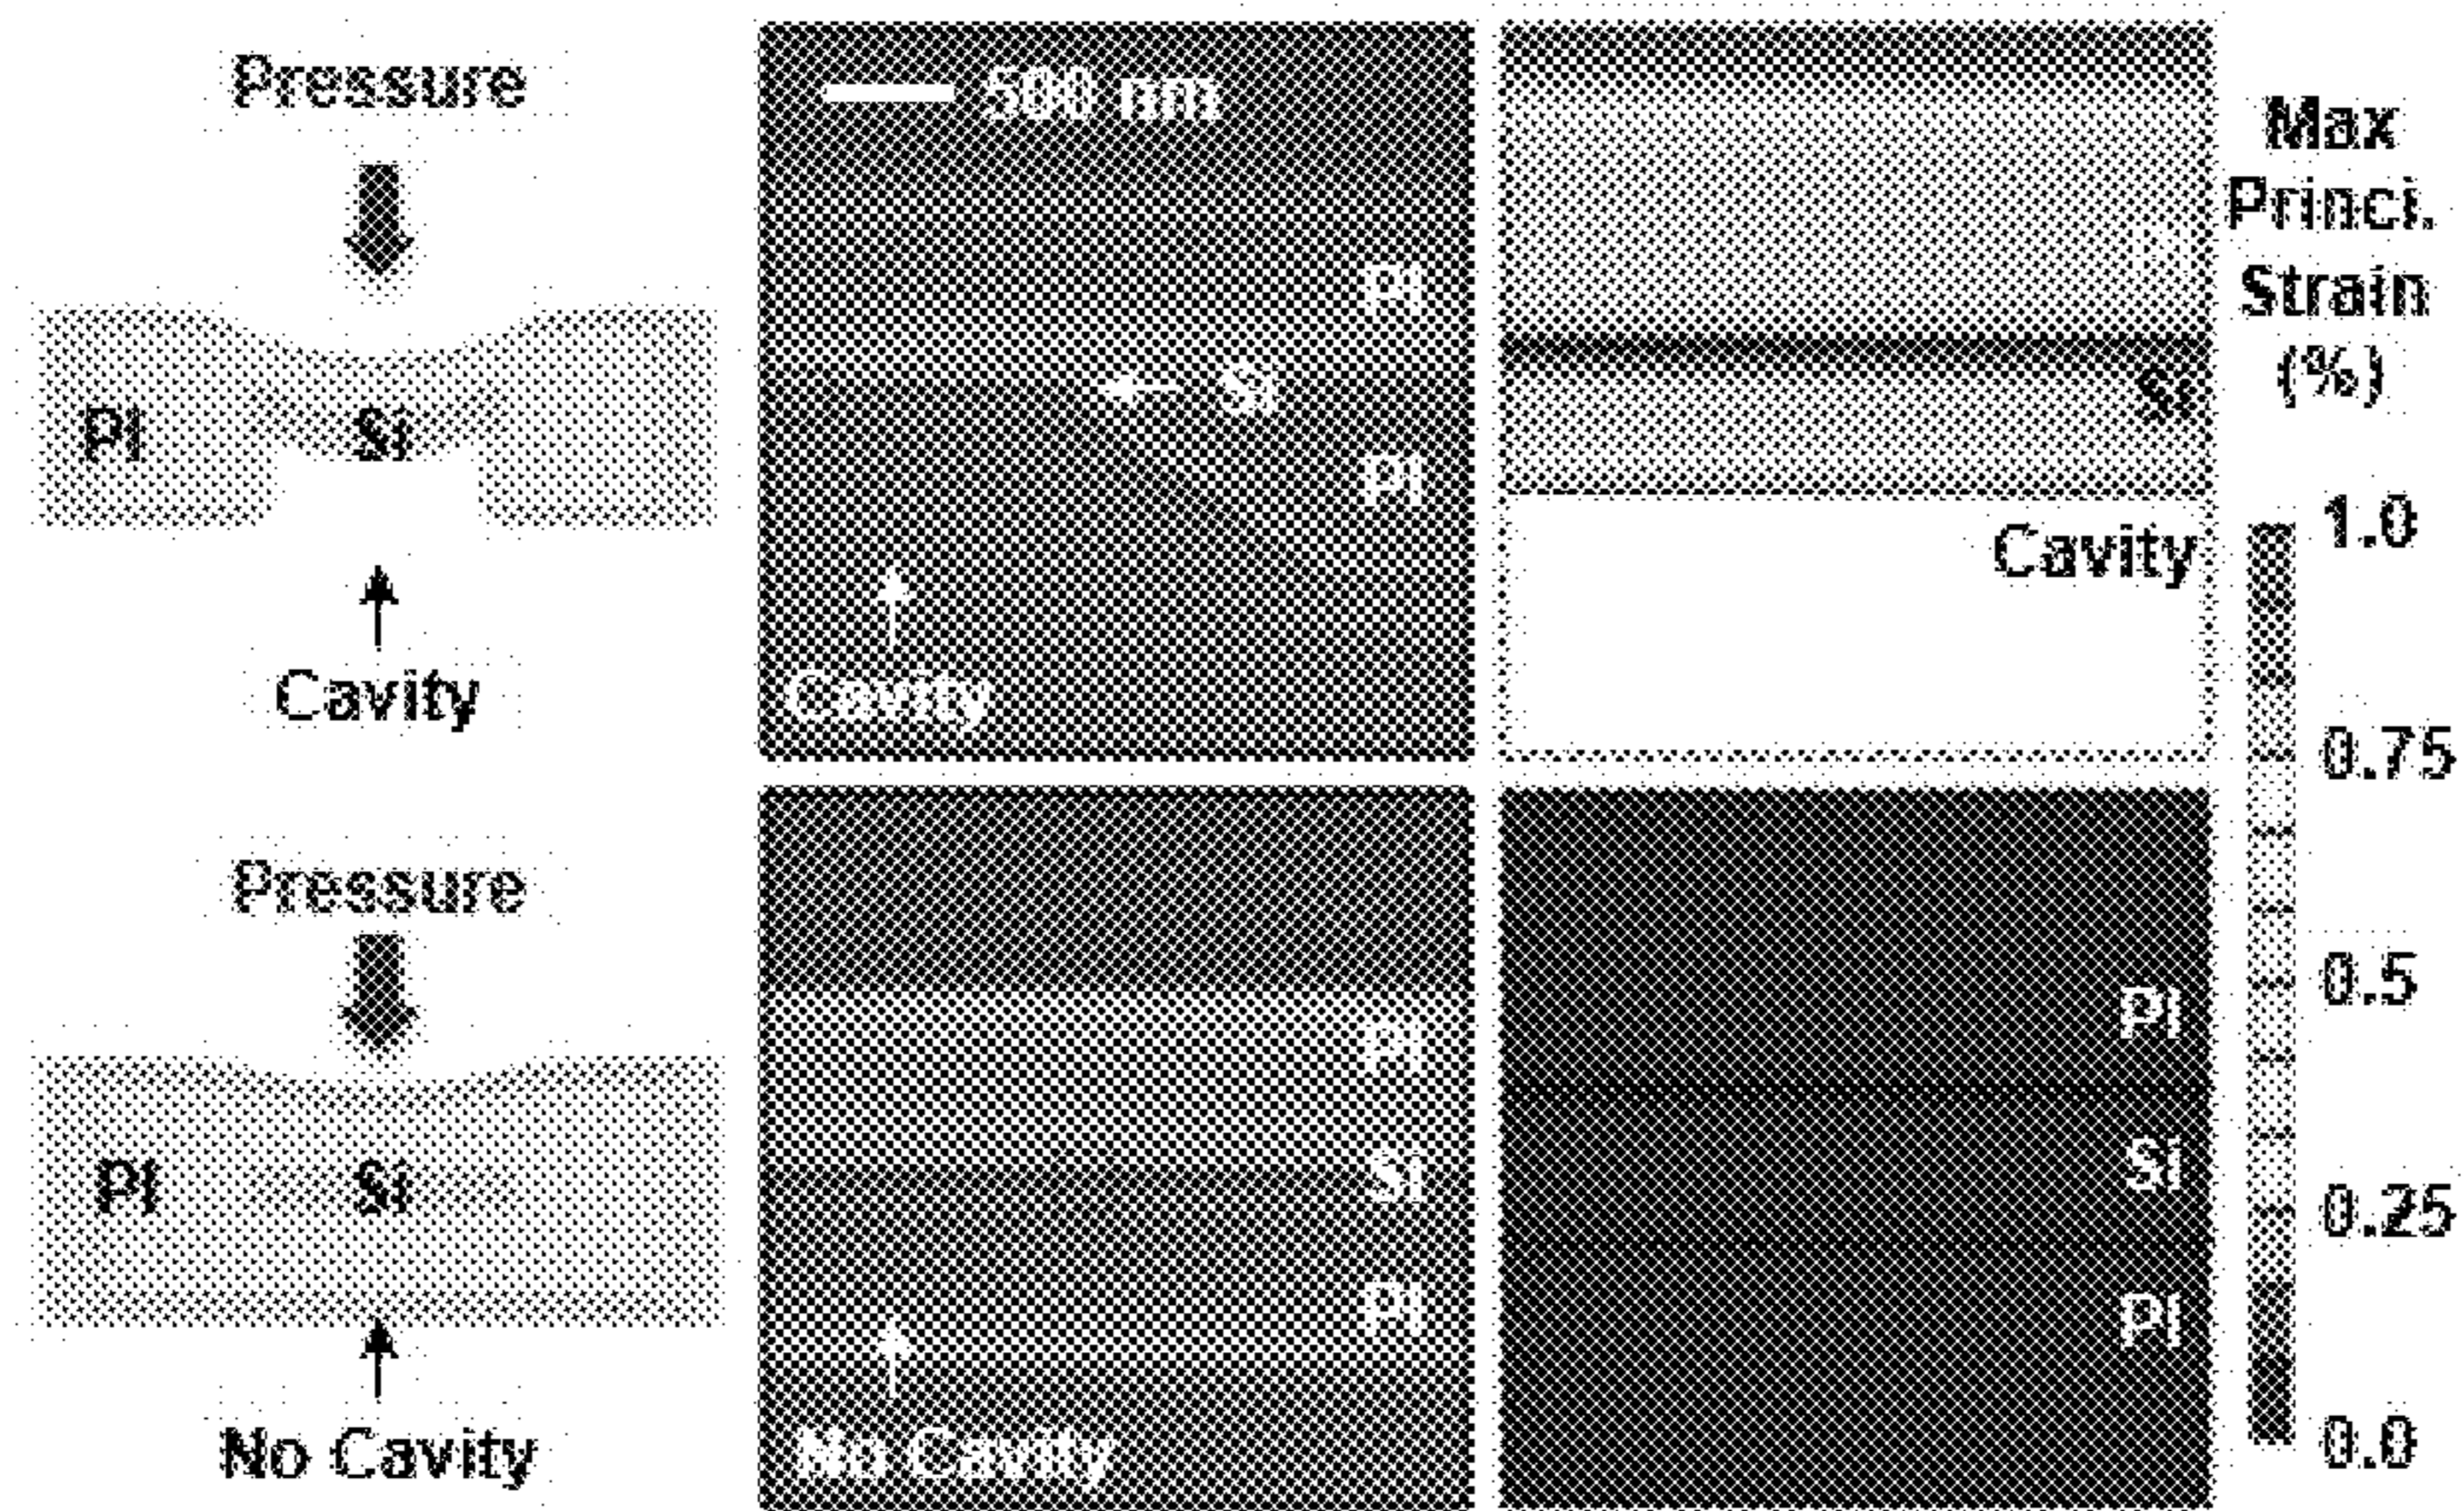 Pressure
PI
Si
Cavity
500 nm
PI
Si
PI
Cavity
Si
Cavity
Max
Princi.
Strain
(%)
1.0
0.75
0.5
0.25
0.0
Pressure
PI
Si
No Cavity
PI
Si
PI
No Cavity
PI
Si
PI